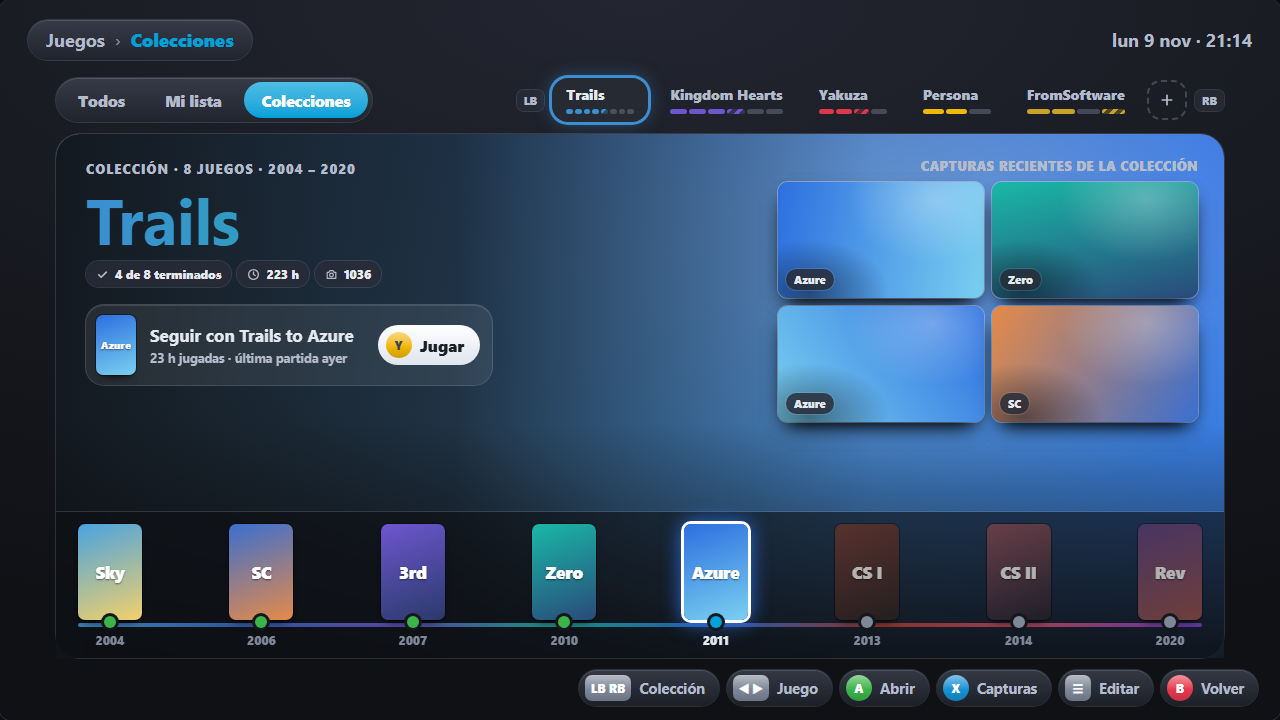 Juegos › Colecciones
lun 9 nov · 21:14
Todos Mi lista Colecciones
LB Trails Kingdom Hearts Yakuza Persona FromSoftware + RB
COLECCIÓN · 8 JUEGOS · 2004 – 2020
Trails
4 de 8 terminados 223 h 1036
Seguir con Trails to Azure
23 h jugadas · última partida ayer
Azure
Y Jugar
CAPTURAS RECIENTES DE LA COLECCIÓN
Azure Zero
Azure SC
Sky SC 3rd Zero Azure CS I CS II Rev
2004 2006 2007 2010 2011 2013 2014 2020
LB RB Colección ◀ ▶ Juego A Abrir X Capturas ☰ Editar B Volver